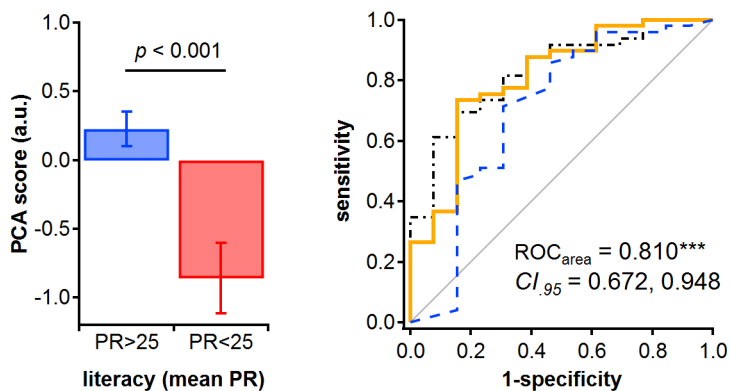 1.0
0.5
0.0
-0.5
-1.0
PCA score (a.u.)
p < 0.001
PR>25 PR<25
literacy (mean PR)
1.0
0.8
0.6
0.4
0.2
0.0
sensitivity
ROCarea = 0.810***
CI.95 = 0.672, 0.948
0.0 0.2 0.4 0.6 0.8 1.0
1-specificity